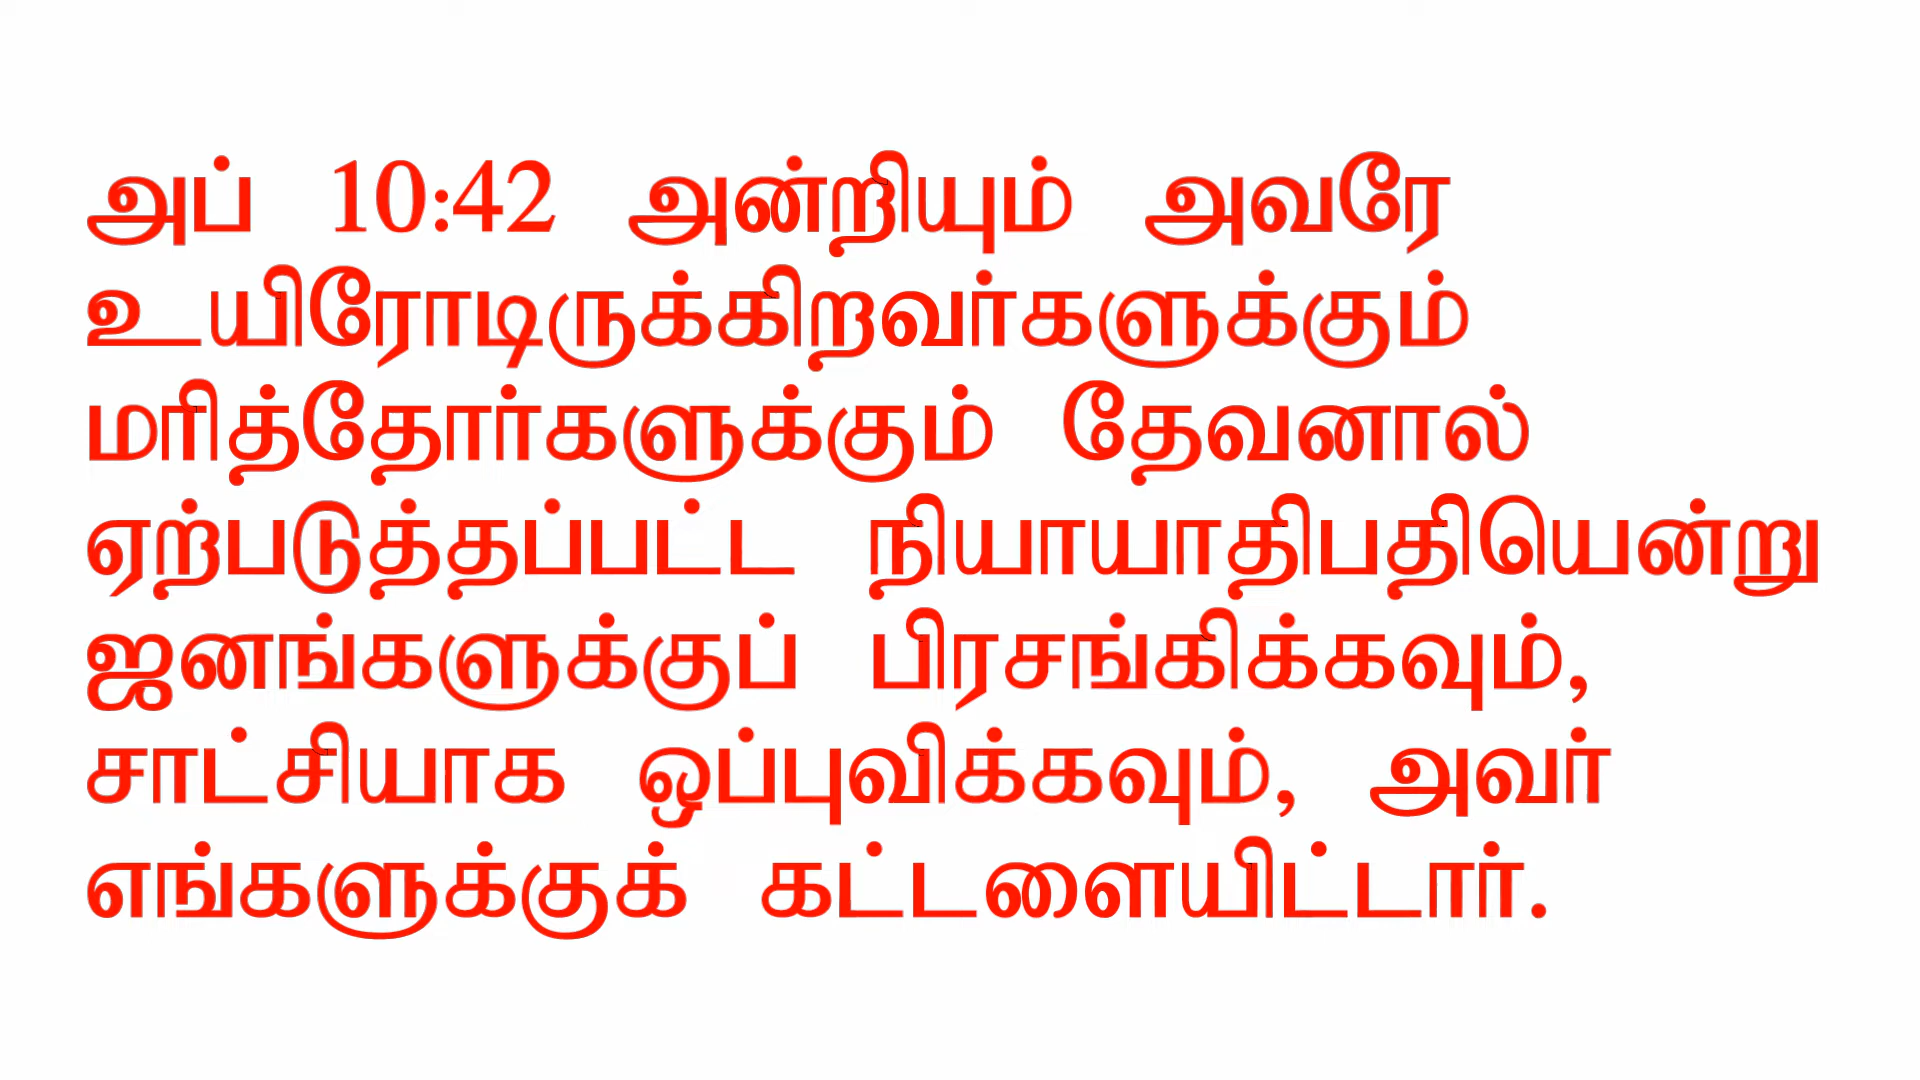 அப் 10:42 அன்றியும் அவரே
உயிரோடிருக்கிறவர்களுக்கும்
மரித்தோர்களுக்கும் தேவனால்
ஏற்படுத்தப்பட்ட நியாயாதிபதியென்று
ஜனங்களுக்குப் பிரசங்கிக்கவும்,
சாட்சியாக ஒப்புவிக்கவும், அவர்
எங்களுக்குக் கட்டளையிட்டார்.